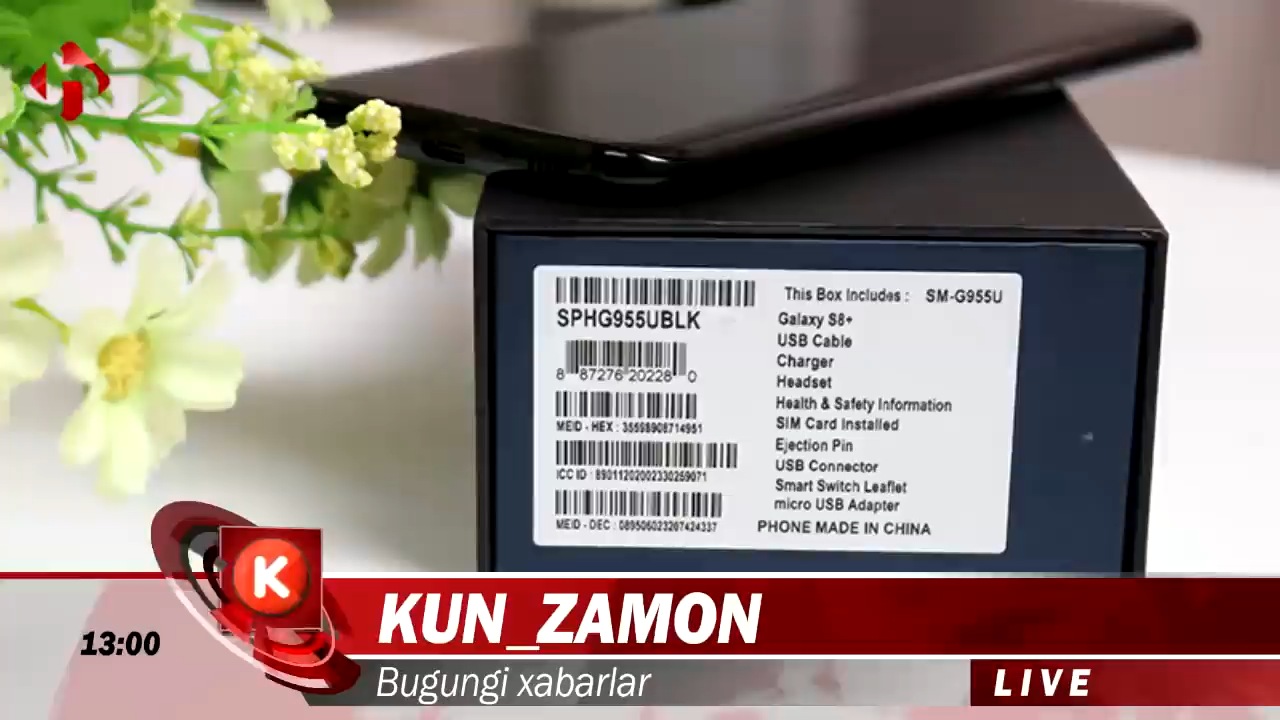 SPHG955UBLK
8 87276 20228 0
MEID - HEX : 35598908714951
ICC ID : 89011202002330259071
MEID - DEC : 089506023207424337
This Box Includes : SM-G955U
Galaxy S8+
USB Cable
Charger
Headset
Health & Safety Information
SIM Card Installed
Ejection Pin
USB Connector
Smart Switch Leaflet
micro USB Adapter
PHONE MADE IN CHINA
K
KUN_ZAMON
13:00
Bugungi xabarlar
LIVE